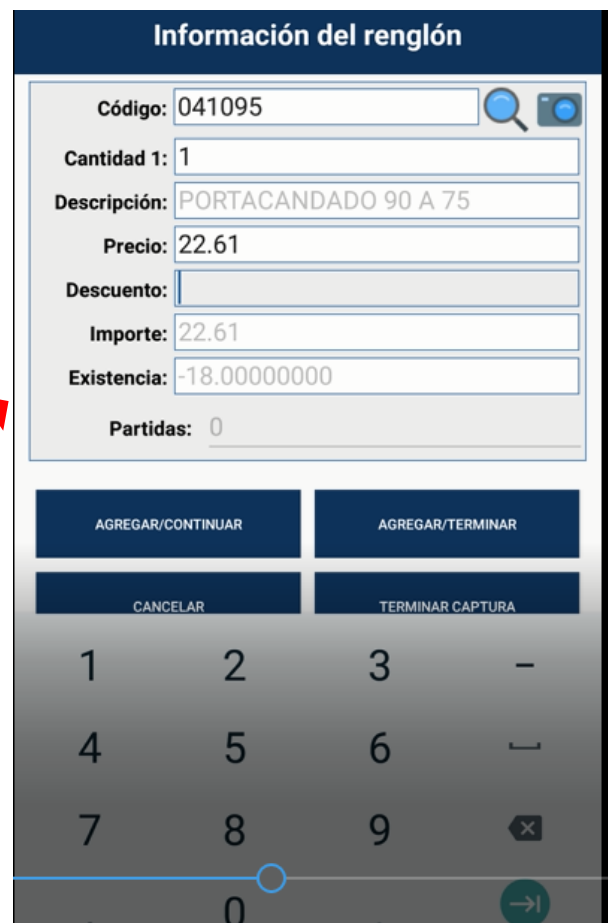 Información del renglón
Código: 041095
Cantidad 1: 1
Descripción: PORTACANDADO 90 A 75
Precio: 22.61
Descuento:
Importe: 22.61
Existencia: -18.00000000
Partidas: 0
AGREGAR/CONTINUAR AGREGAR/TERMINAR
CANCELAR TERMINAR CAPTURA
1 2 3 -
4 5 6
7 8 9
0